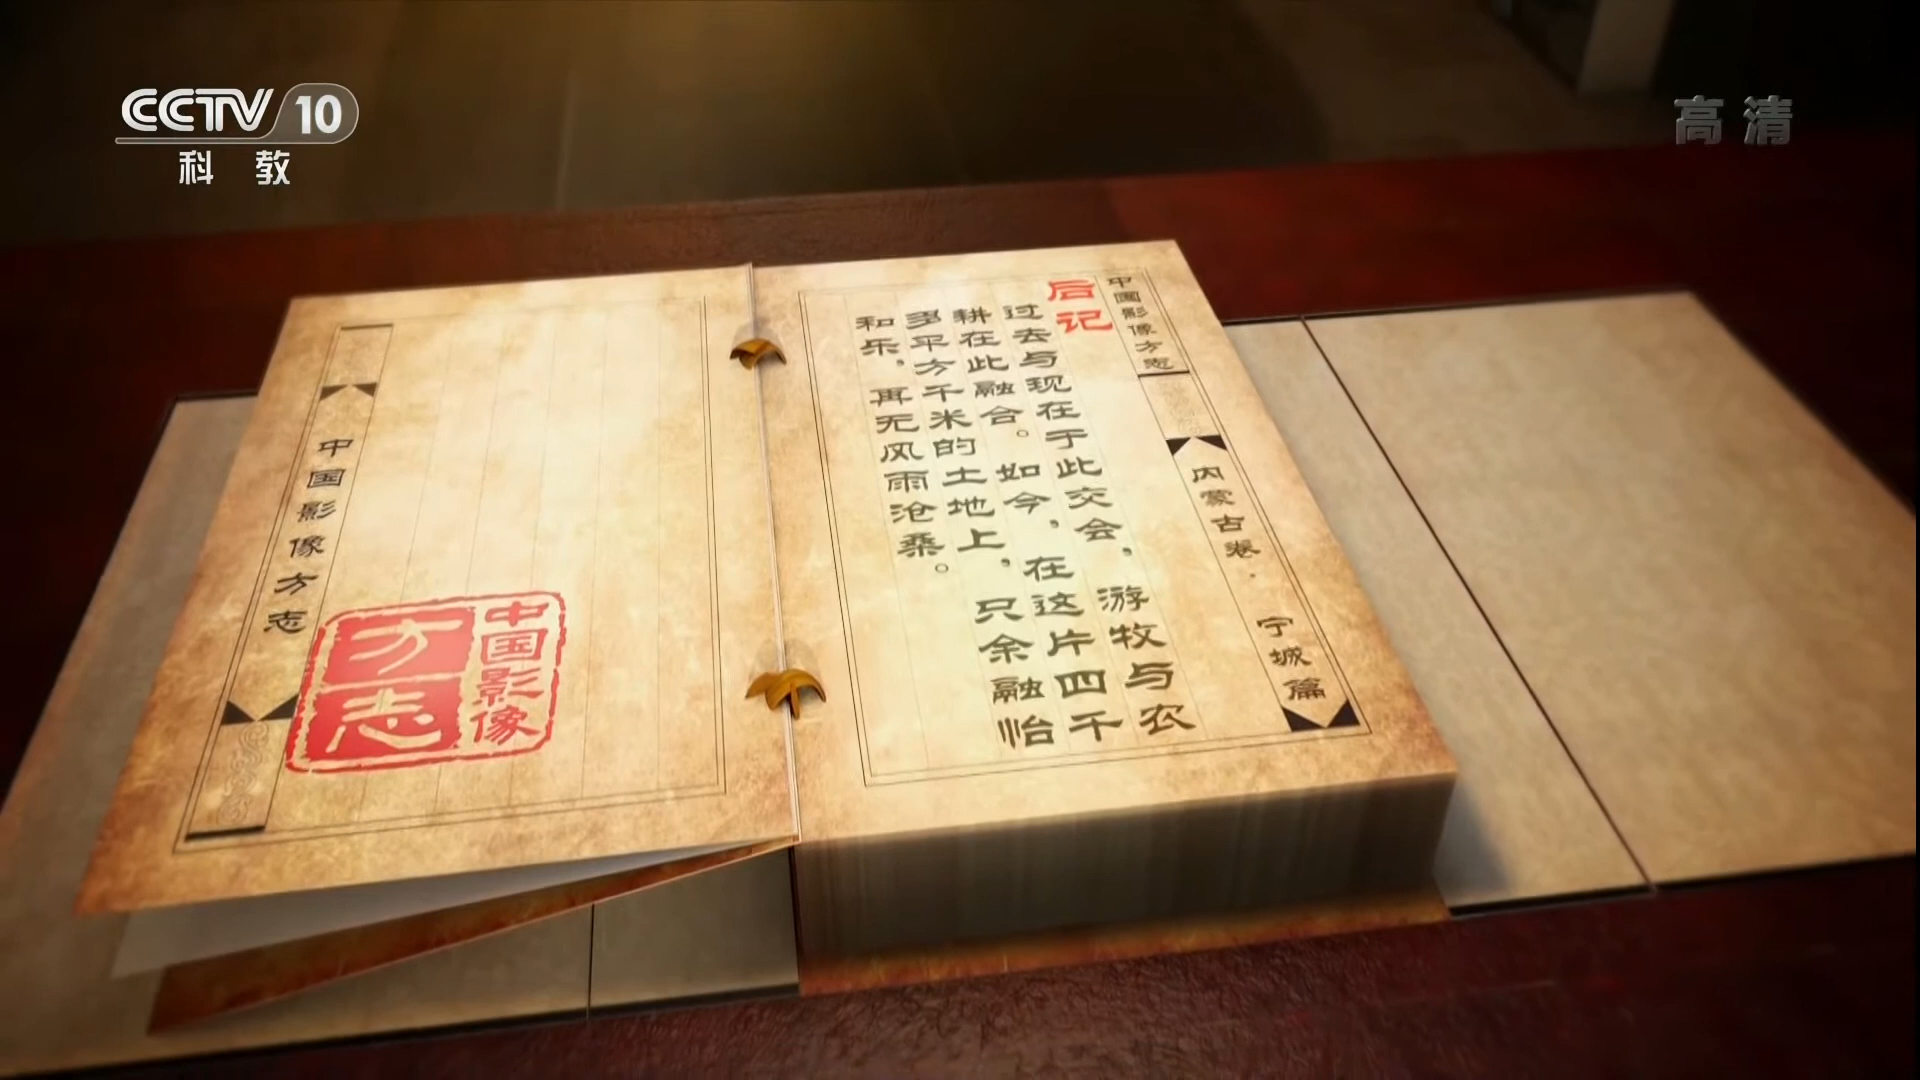 CCTV 10
科教
高清
中国影像方志
内蒙古卷·宁城篇
后记
过去与现在于此交会，游牧与农
耕在此融合。如今，在这片四千
多平方千米的土地上，只余融怡
和乐，再无风雨沧桑。
中国影像方志
中国影像
方志